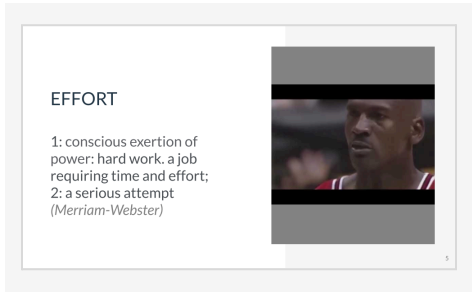 EFFORT
1: conscious exertion of
power: hard work. a job
requiring time and effort;
2: a serious attempt
(Merriam-Webster)
5